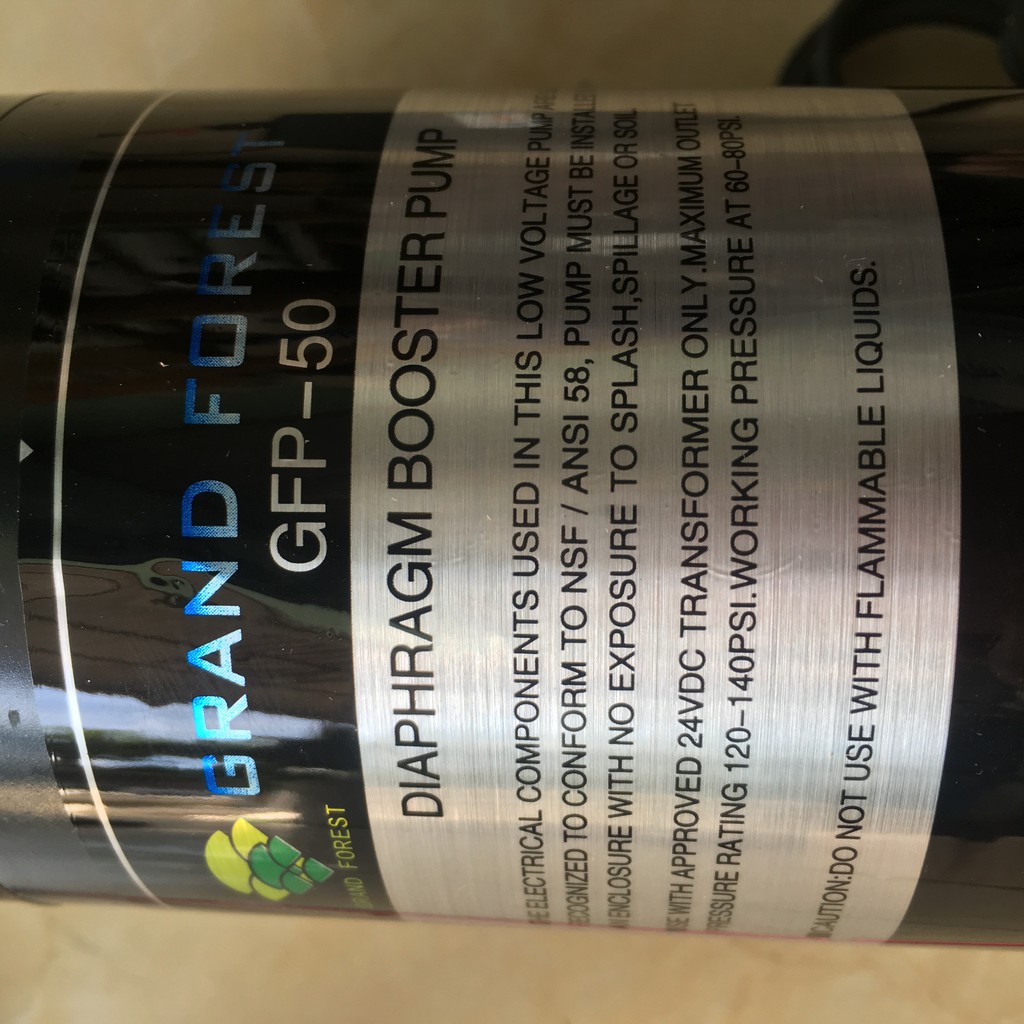 GRAND FOREST
GRAND FOREST
GFP-50
DIAPHRAGM BOOSTER PUMP
THE ELECTRICAL COMPONENTS USED IN THIS LOW VOLTAGE PUMP ARE
RECOGNIZED TO CONFORM TO NSF / ANSI 58, PUMP MUST BE INSTALLED
ENCLOSURE WITH NO EXPOSURE TO SPLASH,SPILLAGE OR SOIL
USE WITH APPROVED 24VDC TRANSFORMER ONLY.MAXIMUM OUTLET
PRESSURE RATING 120-140PSI.WORKING PRESSURE AT 60-80PSI.
CAUTION:DO NOT USE WITH FLAMMABLE LIQUIDS.